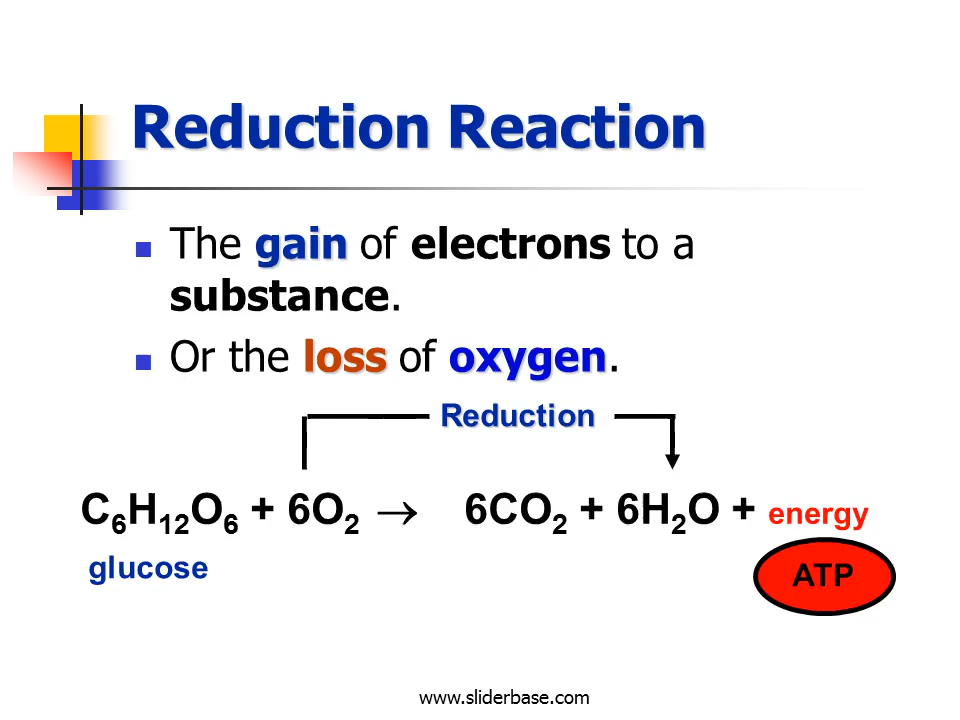 Reduction Reaction
The gain of electrons to a
substance.
Or the loss of oxygen.
Reduction
C₆H₁₂O₆ + 6O₂ → 6CO₂ + 6H₂O + energy
glucose
ATP
www.sliderbase.com